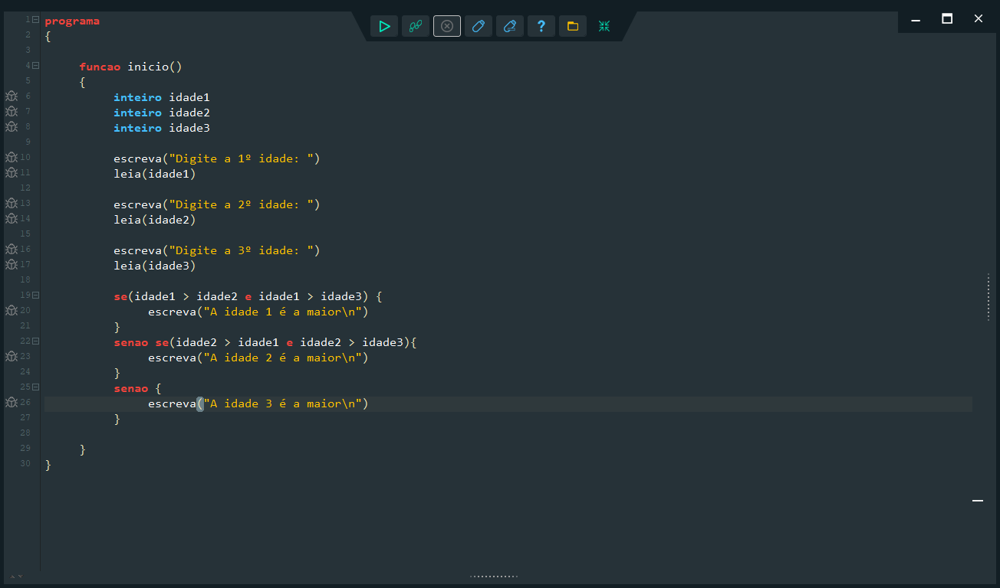 1 programa
2 {
3
4 funcao inicio()
5 {
6 inteiro idade1
7 inteiro idade2
8 inteiro idade3
9
10 escreva("Digite a 1º idade: ")
11 leia(idade1)
12
13 escreva("Digite a 2º idade: ")
14 leia(idade2)
15
16 escreva("Digite a 3º idade: ")
17 leia(idade3)
18
19 se(idade1 > idade2 e idade1 > idade3) {
20 escreva("A idade 1 é a maior\n")
21 }
22 senao se(idade2 > idade1 e idade2 > idade3){
23 escreva("A idade 2 é a maior\n")
24 }
25 senao {
26 escreva("A idade 3 é a maior\n")
27 }
28
29 }
30 }